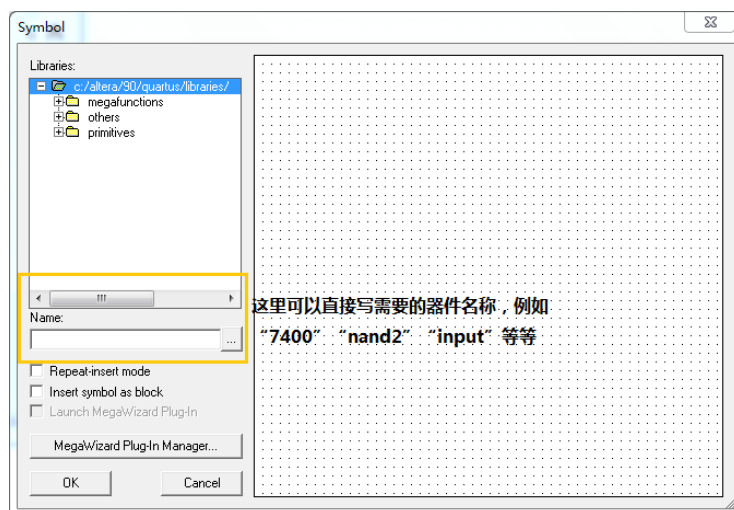 Symbol
Libraries:
c:/altera/90/quartus/libraries/
megafunctions
others
primitives
这里可以直接写需要的器件名称，例如
“7400” “nand2” “input” 等等
Name:
...
Repeat-insert mode
Insert symbol as block
Launch MegaWizard Plug-In
MegaWizard Plug-In Manager...
OK
Cancel